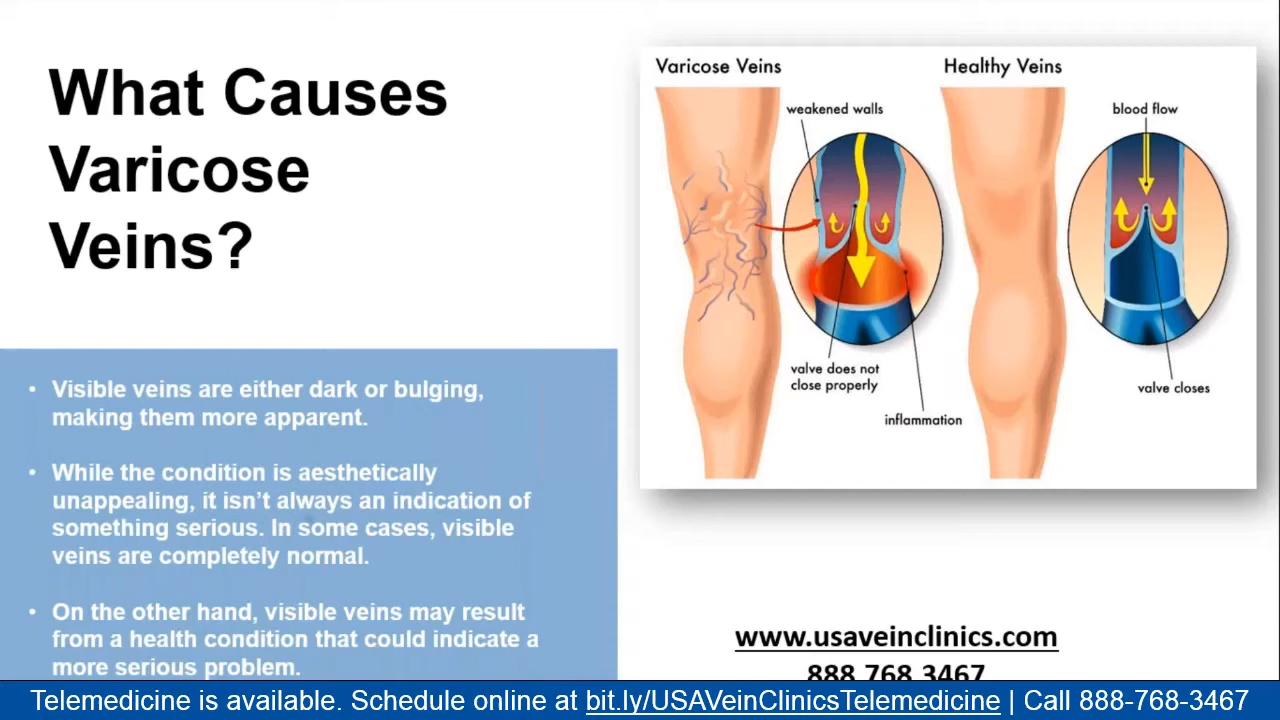 What Causes
Varicose
Veins?
• Visible veins are either dark or bulging,
making them more apparent.
• While the condition is aesthetically
unappealing, it isn't always an indication of
something serious. In some cases, visible
veins are completely normal.
• On the other hand, visible veins may result
from a health condition that could indicate a
more serious problem.
Varicose Veins
weakened walls
valve does not
close properly
inflammation
Healthy Veins
blood flow
valve closes
www.usaveinclinics.com
888.768.3467
Telemedicine is available. Schedule online at bit.ly/USAVeinClinicsTelemedicine | Call 888-768-3467